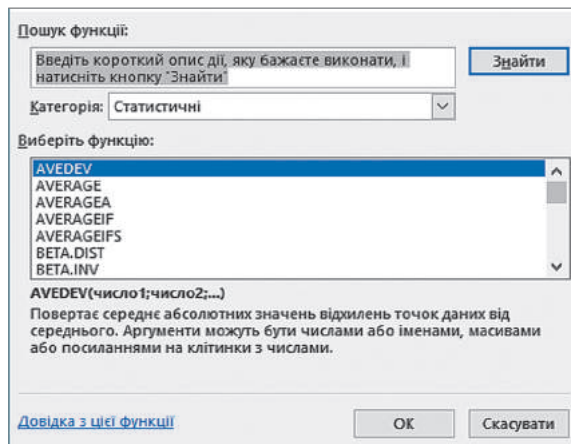 Пошук функції:
Введіть короткий опис дії, яку бажаєте виконати, і
натисніть кнопку "Знайти"
Знайти
Категорія: Статистичні
Виберіть функцію:
AVEDEV
AVERAGE
AVERAGEA
AVERAGEIF
AVERAGEIFS
BETA.DIST
BETA.INV
AVEDEV(число1;число2;...)
Повертає середнє абсолютних значень відхилень точок даних від
середнього. Аргументи можуть бути числами або іменами, масивами
або посиланнями на клітинки з числами.
Довідка з цієї функції
ОК
Скасувати